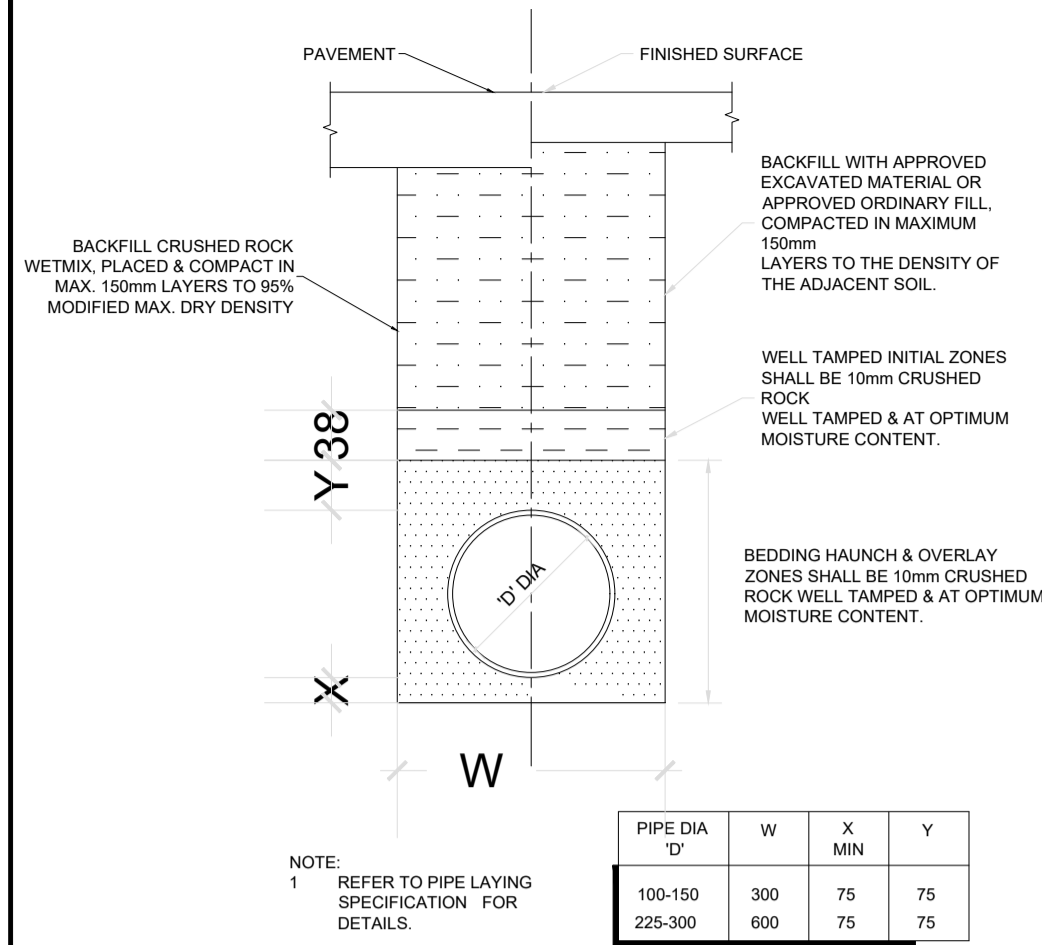 PAVEMENT
FINISHED SURFACE
BACKFILL WITH APPROVED
EXCAVATED MATERIAL OR
APPROVED ORDINARY FILL,
COMPACTED IN MAXIMUM
150mm
LAYERS TO THE DENSITY OF
THE ADJACENT SOIL.
BACKFILL CRUSHED ROCK
WETMIX, PLACED & COMPACT IN
MAX. 150mm LAYERS TO 95%
MODIFIED MAX. DRY DENSITY
WELL TAMPED INITIAL ZONES
SHALL BE 10mm CRUSHED
ROCK
WELL TAMPED & AT OPTIMUM
MOISTURE CONTENT.
38
Y
BEDDING HAUNCH & OVERLAY
ZONES SHALL BE 10mm CRUSHED
ROCK WELL TAMPED & AT OPTIMUM
MOISTURE CONTENT.
'D' DIA
X
W
NOTE:
1 REFER TO PIPE LAYING
SPECIFICATION FOR
DETAILS.
PIPE DIA 'D' W X MIN Y
100-150 300 75 75
225-300 600 75 75